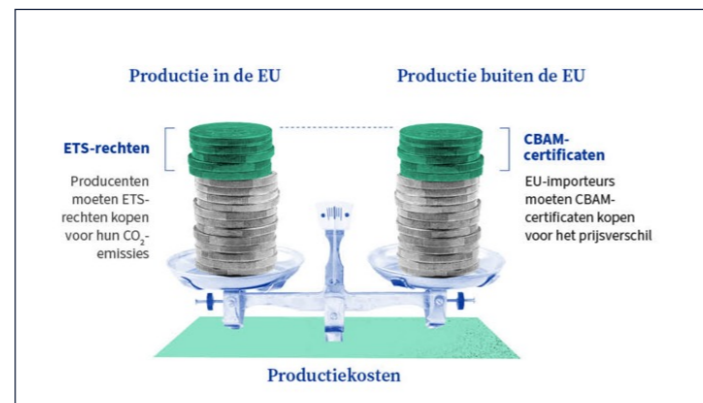 Productie in de EU
Productie buiten de EU
ETS-rechten
Producenten
moeten ETS-
rechten kopen
voor hun CO₂-
emissies
CBAM-
certificaten
EU-importeurs
moeten CBAM-
certificaten kopen
voor het prijsverschil
Productiekosten